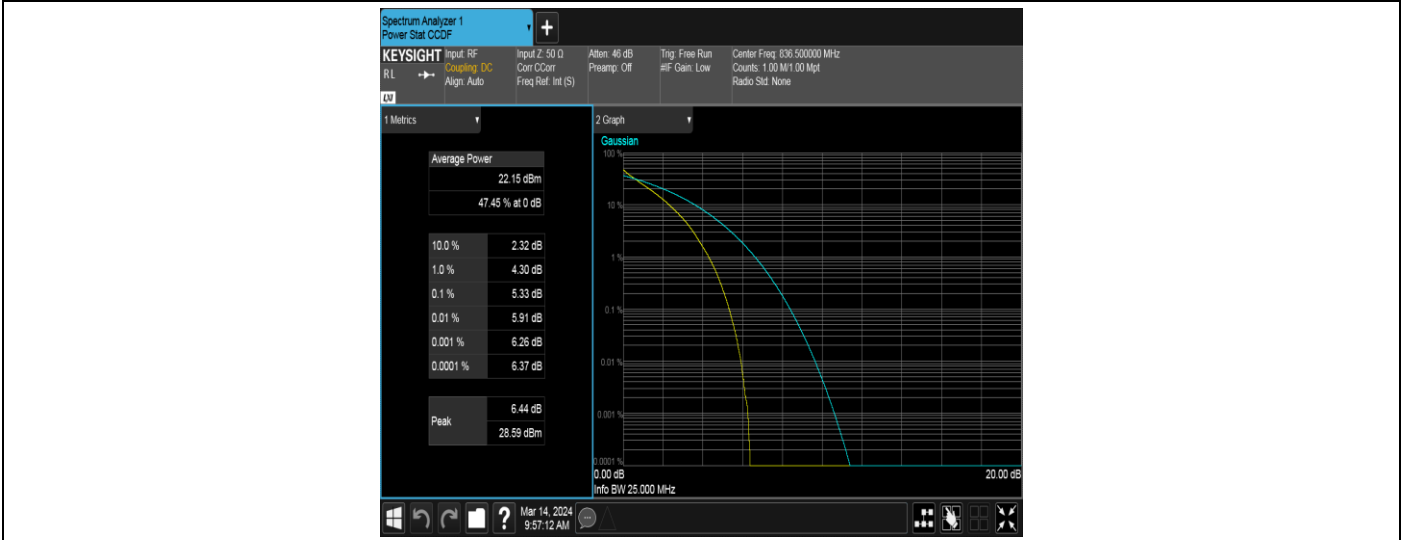 Spectrum Analyzer 1
Power Stat CCDF
KEYSIGHT
RL
LXI
Input: RF
Coupling: DC
Align: Auto
Input Z: 50 Ω
Corr CCorr
Freq Ref: Int (S)
Atten: 46 dB
Preamp: Off
Trig: Free Run
#IF Gain: Low
Center Freq: 836.500000 MHz
Counts: 1.00 M/1.00 Mpt
Radio Std: None
1 Metrics
Average Power
22.15 dBm
47.45 % at 0 dB
10.0 % 2.32 dB
1.0 % 4.30 dB
0.1 % 5.33 dB
0.01 % 5.91 dB
0.001 % 6.26 dB
0.0001 % 6.37 dB
Peak
6.44 dB
28.59 dBm
2 Graph
Gaussian
100 %
10 %
1 %
0.1 %
0.01 %
0.001 %
0.0001 %
0.00 dB 20.00 dB
Info BW 25.000 MHz
?
Mar 14, 2024
9:57:12 AM